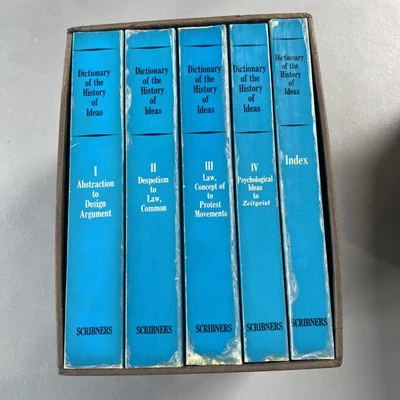 Dictionary
of the
History
of
Ideas
I
Abstraction
to
Design
Argument
SCRIBNERS
Dictionary
of the
History
of
Ideas
II
Despotism
to
Law,
Common
SCRIBNERS
Dictionary
of the
History
of
Ideas
III
Law,
Concept of
to
Protest
Movements
SCRIBNERS
Dictionary
of the
History
of
Ideas
IV
Psychological
Ideas
to
Zeitgeist
SCRIBNERS
Dictionary
of the
History of
Ideas
Index
SCRIBNERS